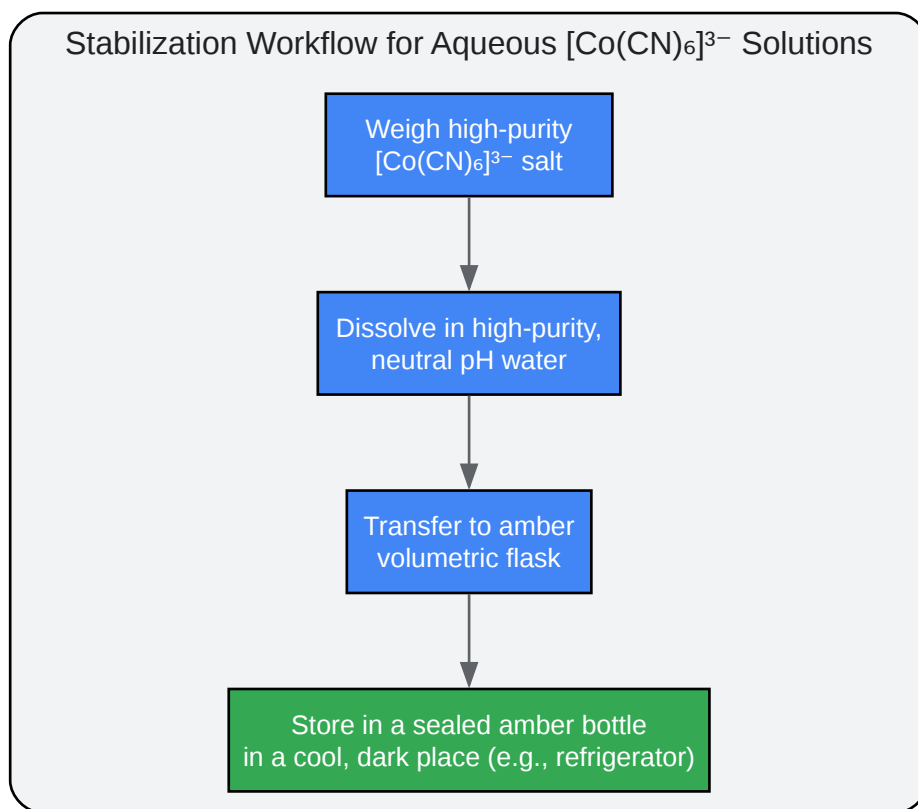 Stabilization Workflow for Aqueous [Co(CN)₆]³⁻ Solutions
Weigh high-purity
[Co(CN)₆]³⁻ salt
Dissolve in high-purity,
neutral pH water
Transfer to amber
volumetric flask
Store in a sealed amber bottle
in a cool, dark place (e.g., refrigerator)